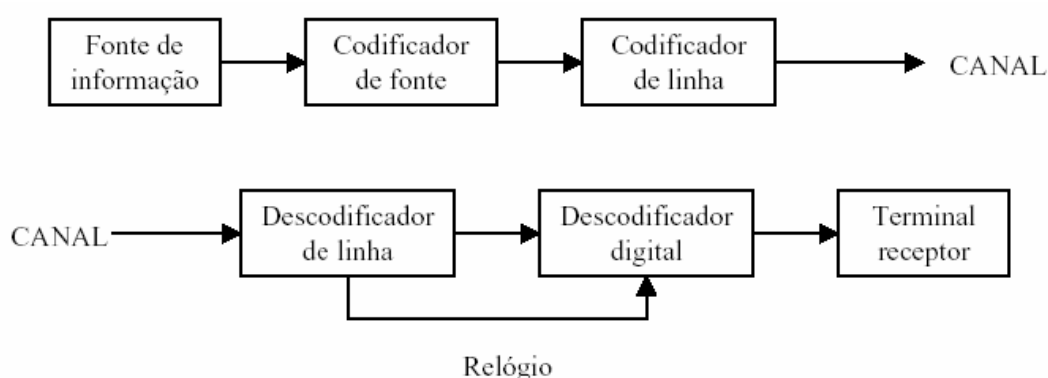 Fonte de
informação
Codificador
de fonte
Codificador
de linha
CANAL
CANAL
Descodificador
de linha
Descodificador
digital
Terminal
receptor
Relógio